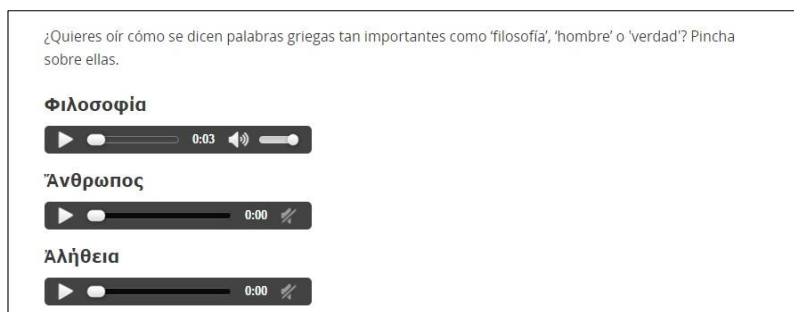 ¿Quieres oír cómo se dicen palabras griegas tan importantes como ‘filosofía’, ‘hombre’ o 'verdad'? Pincha
sobre ellas.
Φιλοσοφία
0:03
Ἄνθρωπος
0:00
Ἀλήθεια
0:00